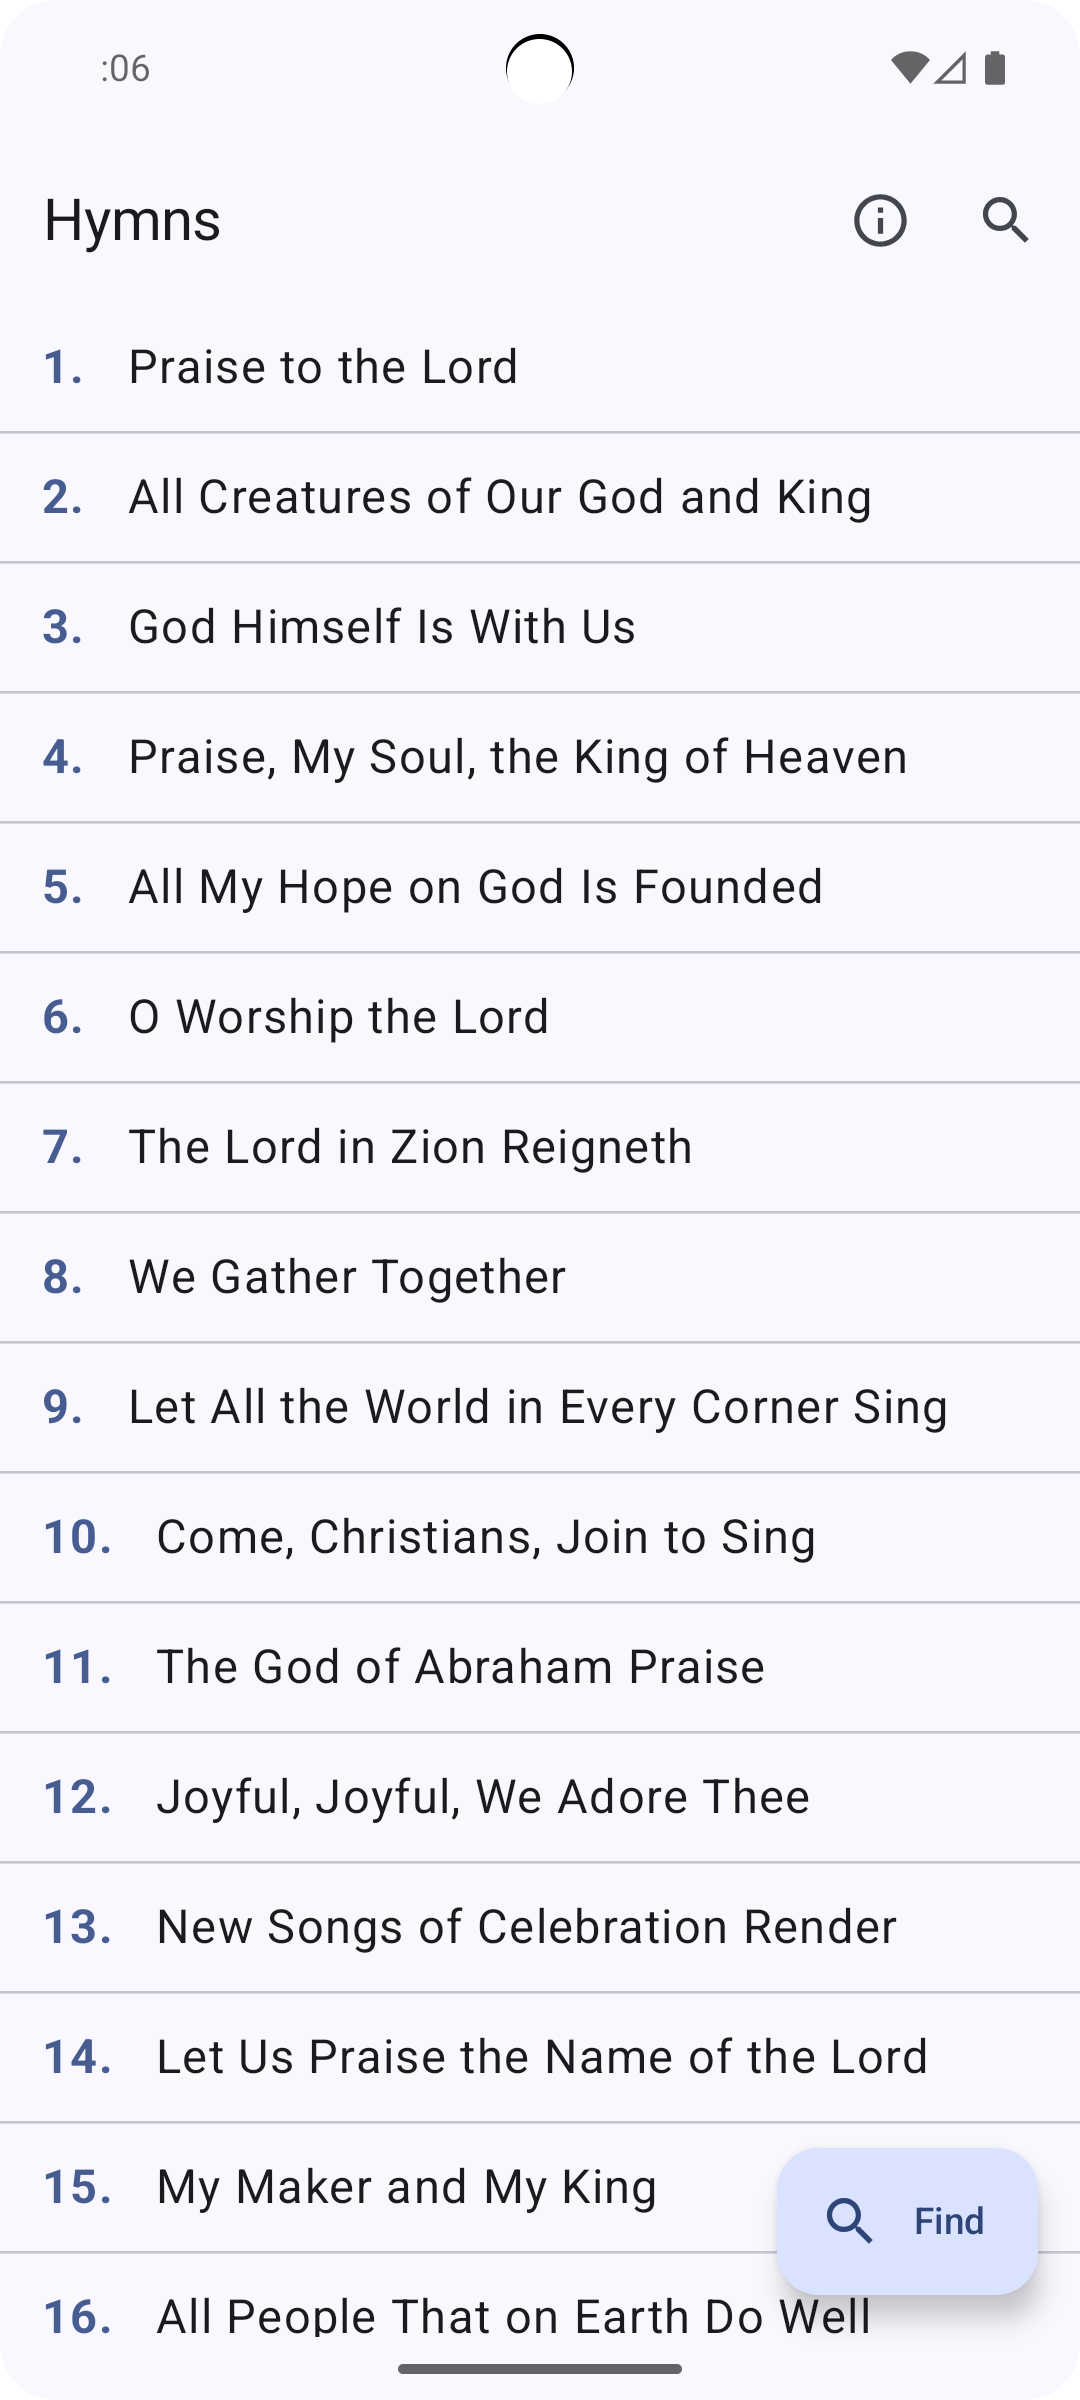 :06
Hymns
1. Praise to the Lord
2. All Creatures of Our God and King
3. God Himself Is With Us
4. Praise, My Soul, the King of Heaven
5. All My Hope on God Is Founded
6. O Worship the Lord
7. The Lord in Zion Reigneth
8. We Gather Together
9. Let All the World in Every Corner Sing
10. Come, Christians, Join to Sing
11. The God of Abraham Praise
12. Joyful, Joyful, We Adore Thee
13. New Songs of Celebration Render
14. Let Us Praise the Name of the Lord
15. My Maker and My King
Find
16. All People That on Earth Do Well